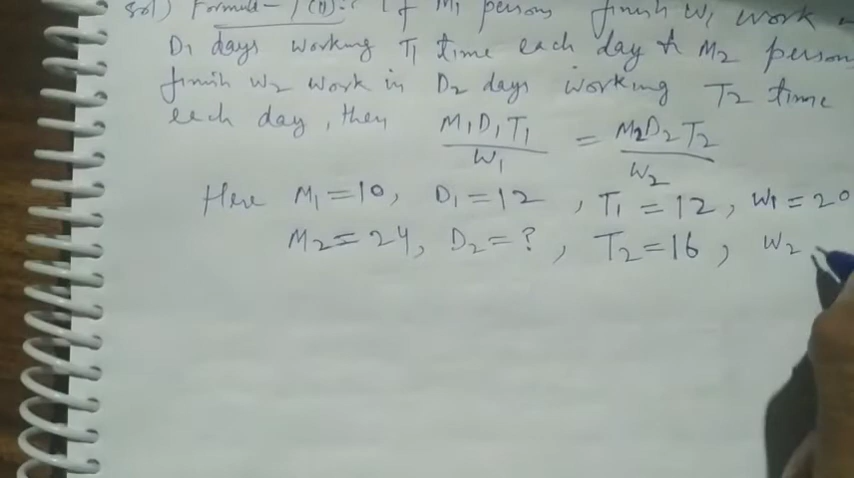 Sol) Formula-1(ii):: If M₁ persons finish W₁ work
D₁ days working T₁ time each day & M₂ person
finish W₂ work in D₂ days working T₂ time
each day, then M₁D₁T₁/W₁ = M₂D₂T₂/W₂
Here M₁=10, D₁=12, T₁=12, W₁=20
M₂=24, D₂=?, T₂=16, W₂